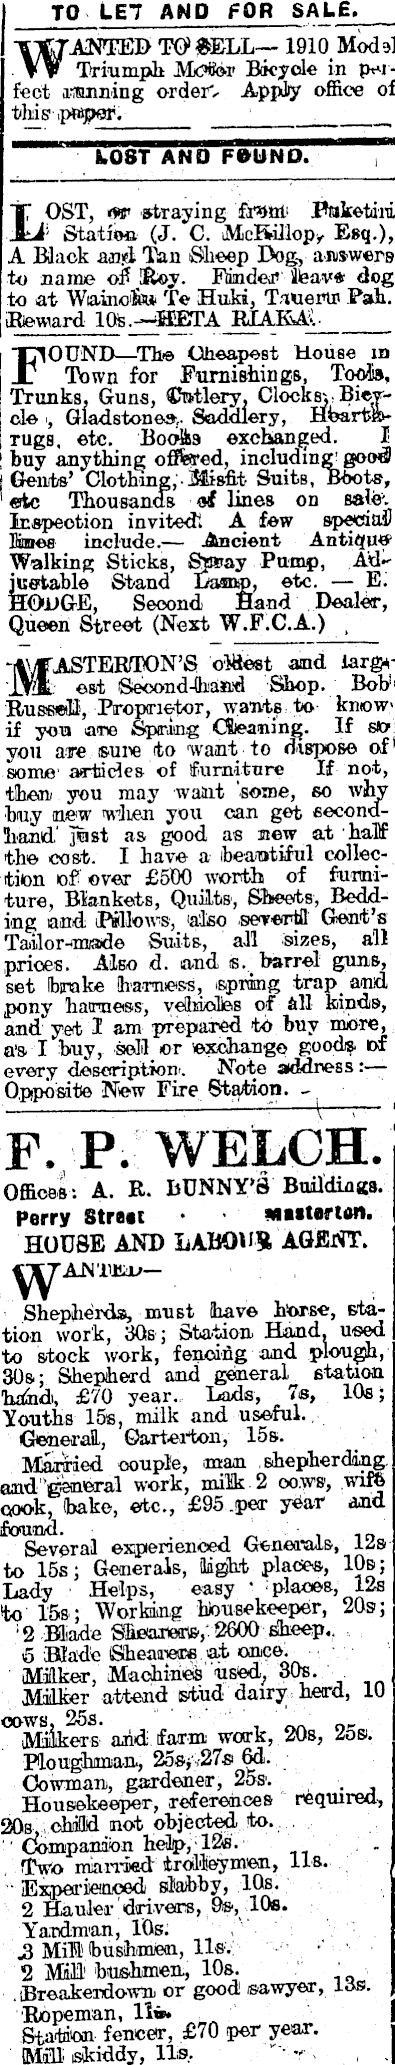 TO LET AND FOR SALE.
WANTED TO SELL— 1910 Model
Triumph Motor Bicycle in per-
fect running order. Apply office of
this paper.
LOST AND FOUND.
LOST, or straying from Puketiri
Station (J. C. McKillop, Esq.),
A Black and Tan Sheep Dog, answers
to name of Roy. Finder leave dog
to at Te Huki, Taueru Pah.
Reward 10s.—HETA RIAKA.
FOUND—The Cheapest House in
Town for Furnishings, Tools,
Trunks, Guns, Cutlery, Clocks, Bicy-
cles, Gladstones, Saddlery, Hearth-
rugs, etc. Books exchanged. I
buy anything offered, including good
Gents' Clothing, Misfit Suits, Boots,
etc Thousands of lines on sale.
Inspection invited. A few special
lines include.— Ancient Antique
Walking Sticks, Spray Pump, Ad-
justable Stand Lamp, etc. — E.
HODGE, Second Hand Dealer,
Queen Street (Next W.F.C.A.)
MASTERTON'S oldest and larg-
est Second-hand Shop. Bob
Russell, Proprietor, wants to know
if you are Spring Cleaning. If so
you are sure to want to dispose of
some articles of furniture If not,
then you may want some, so why
buy new when you can get second-
hand just as good as new at half
the cost. I have a beautiful collec-
tion of over £500 worth of furni-
ture, Blankets, Quilts, Sheets, Bedd-
ing and Pillows, also several Gent's
Tailor-made Suits, all sizes, all
prices. Also d. and s. barrel guns,
set brake harness, spring trap and
pony harness, vehicles of all kinds,
and yet I am prepared to buy more,
as I buy, sell or exchange goods of
every description. Note address:—
Opposite New Fire Station.
F. P. WELCH.
Offices: A. R. BUNNY'S Buildings.
Perry Street - - Masterton.
HOUSE AND LABOUR AGENT.
WANTED—
Shepherds, must have horse, sta-
tion work, 30s; Station Hand, used
to stock work, fencing and plough,
30s; Shepherd and general station
hand, £70 year. Lads, 7s, 10s;
Youths 15s, milk and useful.
General, Carterton, 15s.
Married couple, man shepherding
and general work, milk 2 cows, wife
cook, bake, etc., £95 per year and
found.
Several experienced Generals, 12s
to 15s; Generals, light places, 10s;
Lady Helps, easy places, 12s
to 15s; Working housekeeper, 20s;
2 Blade Shearers, 2600 sheep.
5 Blade Shearers at once.
Milker, Machines used, 30s.
Milker attend stud dairy herd, 10
cows, 25s.
Milkers and farm work, 20s, 25s.
Ploughman, 25s, 27s 6d.
Cowman, gardener, 25s.
Housekeeper, references required,
20s, child not objected to.
Companion help, 12s.
Two married trolleymen, 11s.
Experienced slabby, 10s.
2 Hauler drivers, 9s, 10s.
Yardman, 10s.
3 Mill bushmen, 11s.
2 Mill bushmen, 10s.
Breakerdown or good sawyer, 13s.
Ropeman, 11s.
Station fencer, £70 per year.
Mill skiddy, 11s.